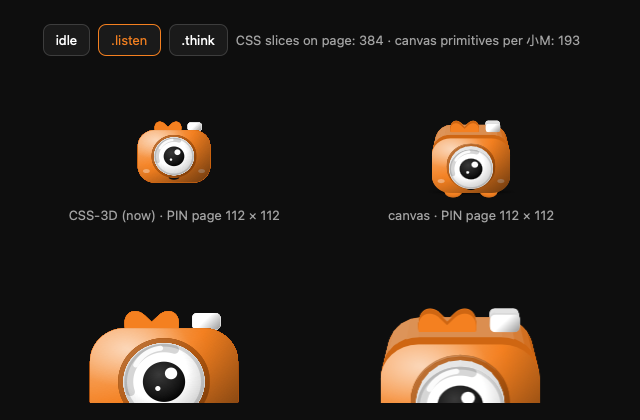 idle .listen .think CSS slices on page: 384 · canvas primitives per 小M: 193
CSS-3D (now) · PIN page 112 × 112
canvas · PIN page 112 × 112